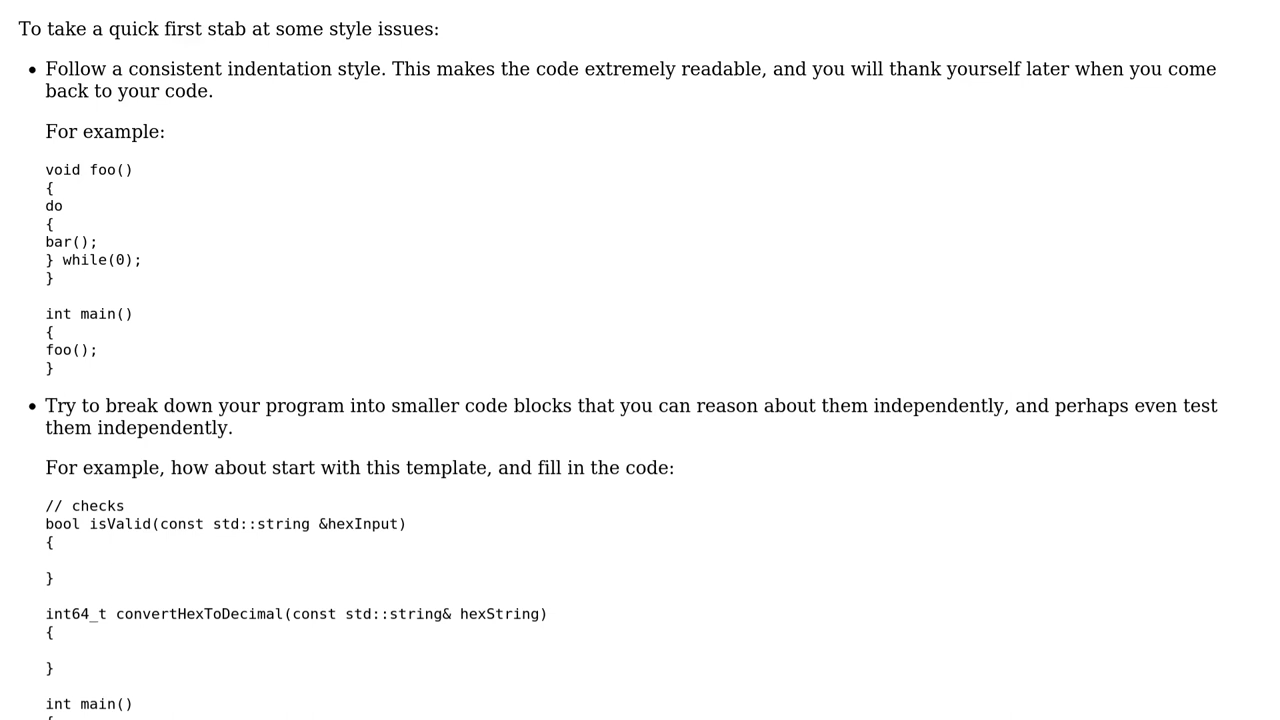 To take a quick first stab at some style issues:
• Follow a consistent indentation style. This makes the code extremely readable, and you will thank yourself later when you come
back to your code.
For example:
void foo()
{
do
{
bar();
} while(0);
}
int main()
{
foo();
}
• Try to break down your program into smaller code blocks that you can reason about them independently, and perhaps even test
them independently.
For example, how about start with this template, and fill in the code:
// checks
bool isValid(const std::string &hexInput)
{
}
int64_t convertHexToDecimal(const std::string& hexString)
{
}
int main()
{